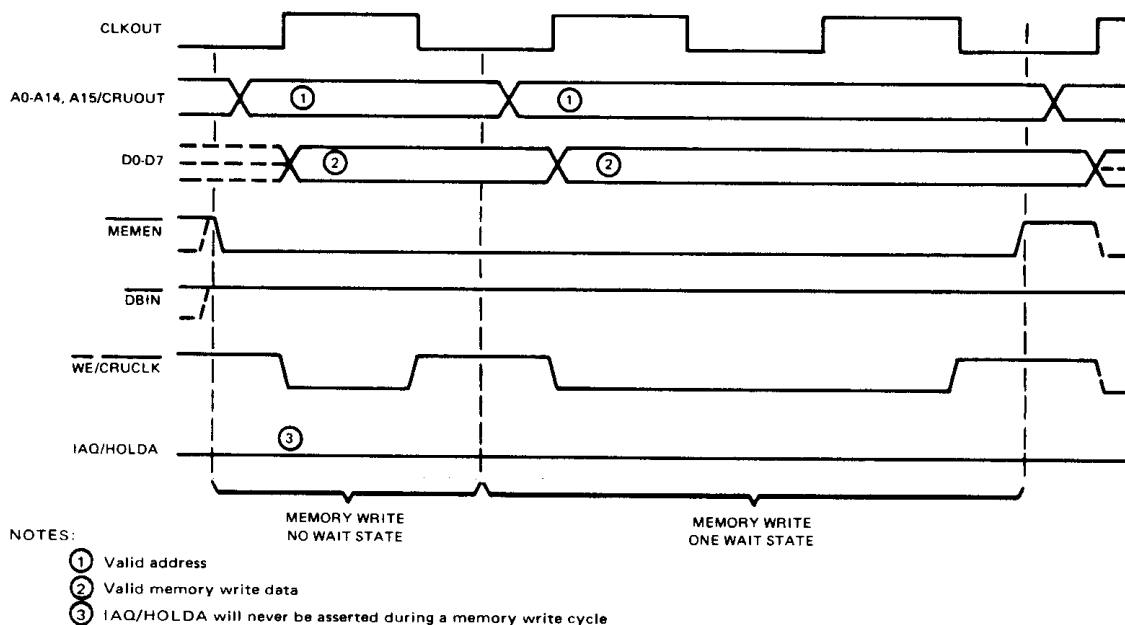 CLKOUT
A0-A14, A15/CRUOUT
①
①
D0-D7
②
②
MEMEN
DBIN
WE/CRUCLK
③
IAQ/HOLDA
MEMORY WRITE
NO WAIT STATE
MEMORY WRITE
ONE WAIT STATE
NOTES:
① Valid address
② Valid memory write data
③ IAQ/HOLDA will never be asserted during a memory write cycle